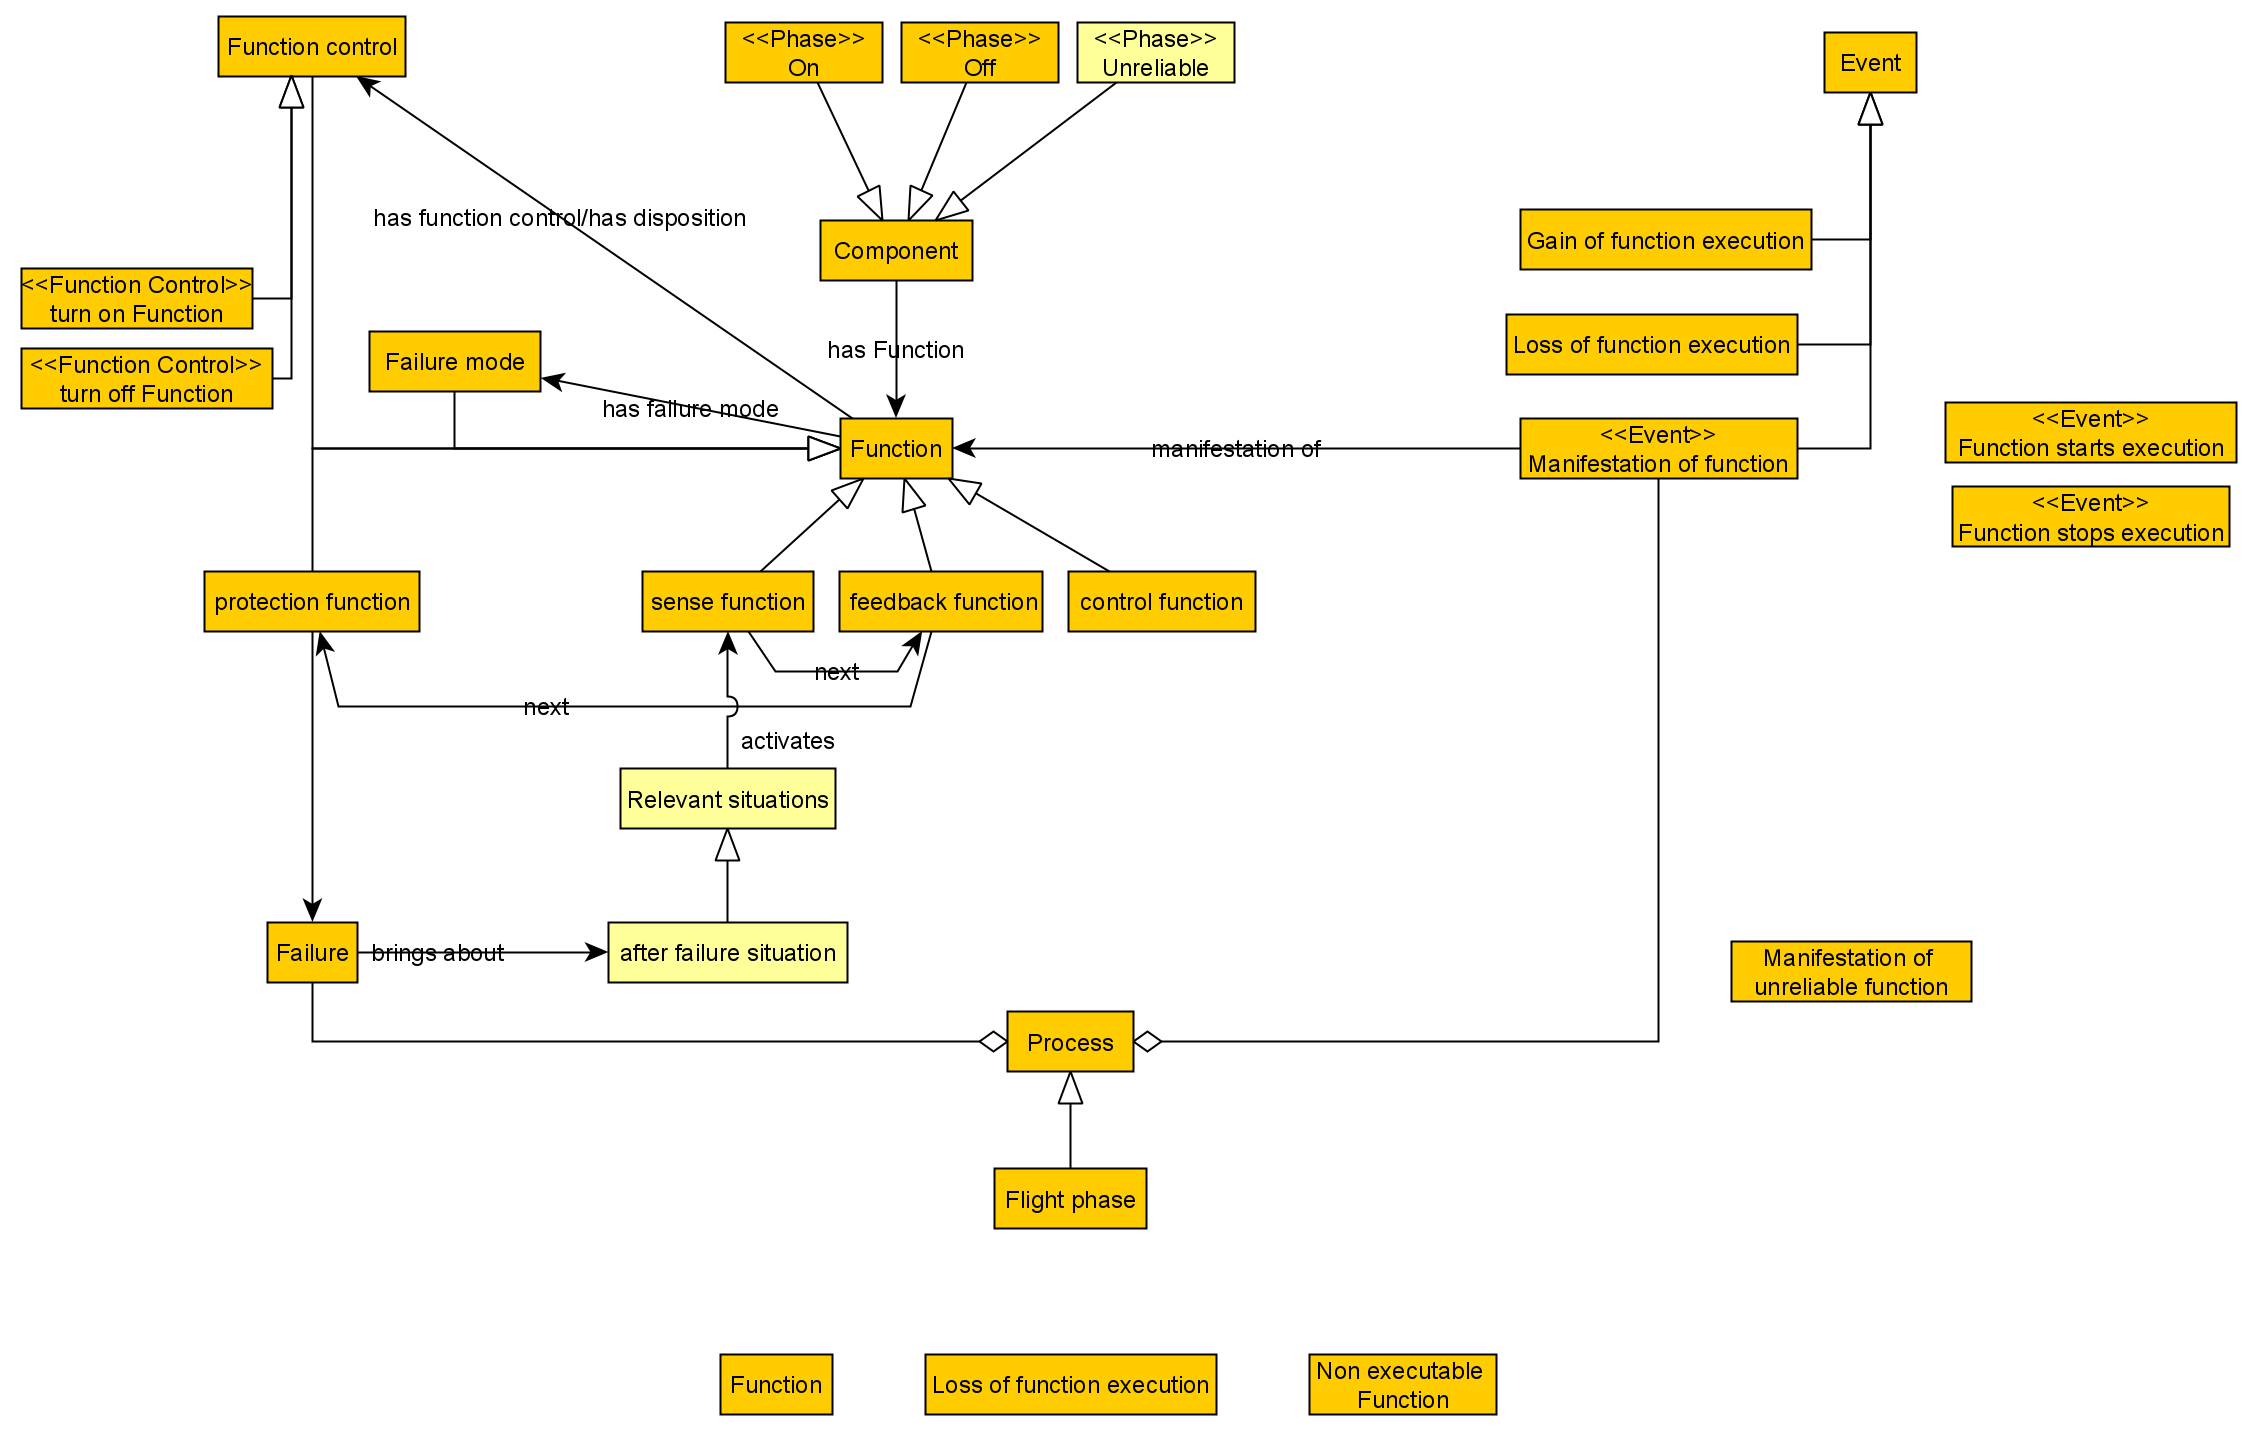 Function control
<<Phase>>
On
<<Phase>>
Off
<<Phase>>
Unreliable
Event
has function control/has disposition
Component
Gain of function execution
<<Function Control>>
turn on Function
Failure mode
has Function
Loss of function execution
<<Function Control>>
turn off Function
has failure mode
Function
manifestation of
<<Event>>
Manifestation of function
<<Event>>
Function starts execution
<<Event>>
Function stops execution
protection function
sense function
feedback function
control function
next
next
activates
Relevant situations
Failure
brings about
after failure situation
Manifestation of
unreliable function
Process
Flight phase
Function
Loss of function execution
Non executable
Function